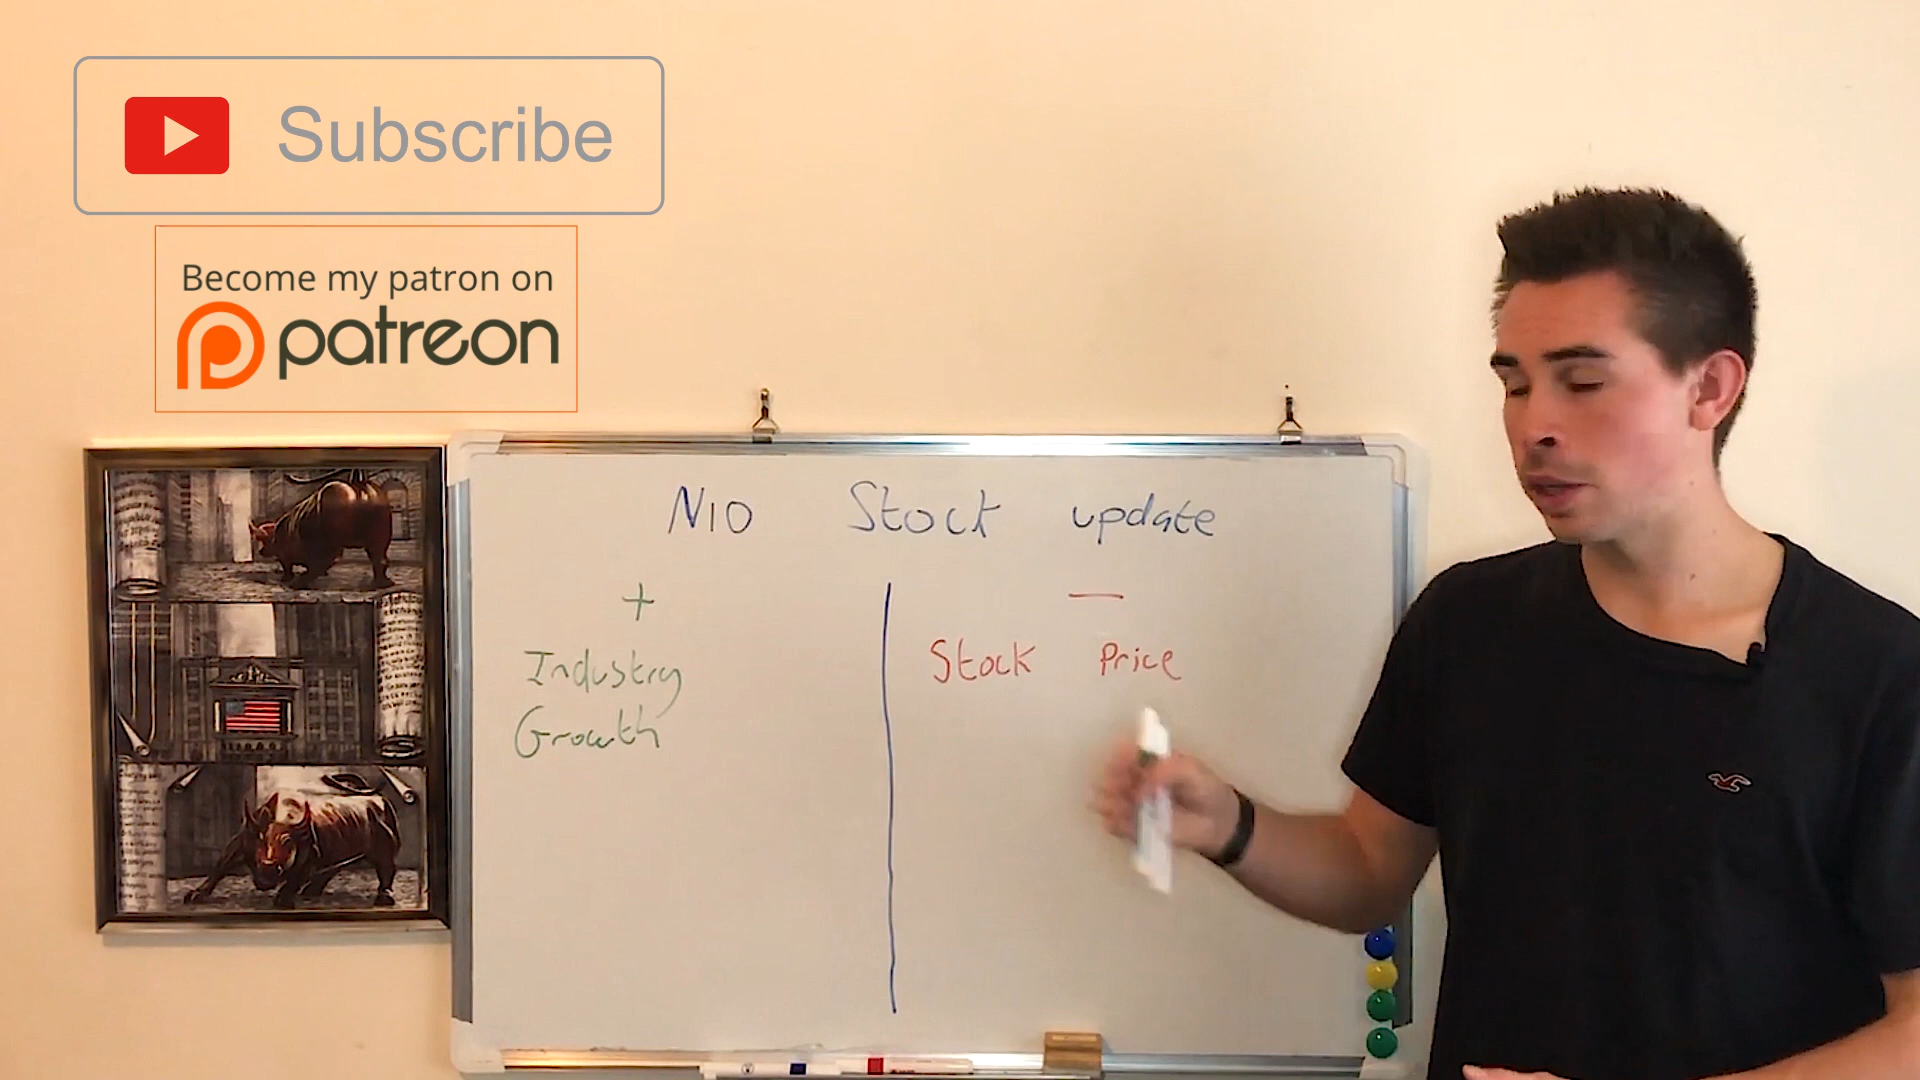 Subscribe
Become my patron on
patreon
NIO Stock update
+ —
Industry
Growth
Stock Price